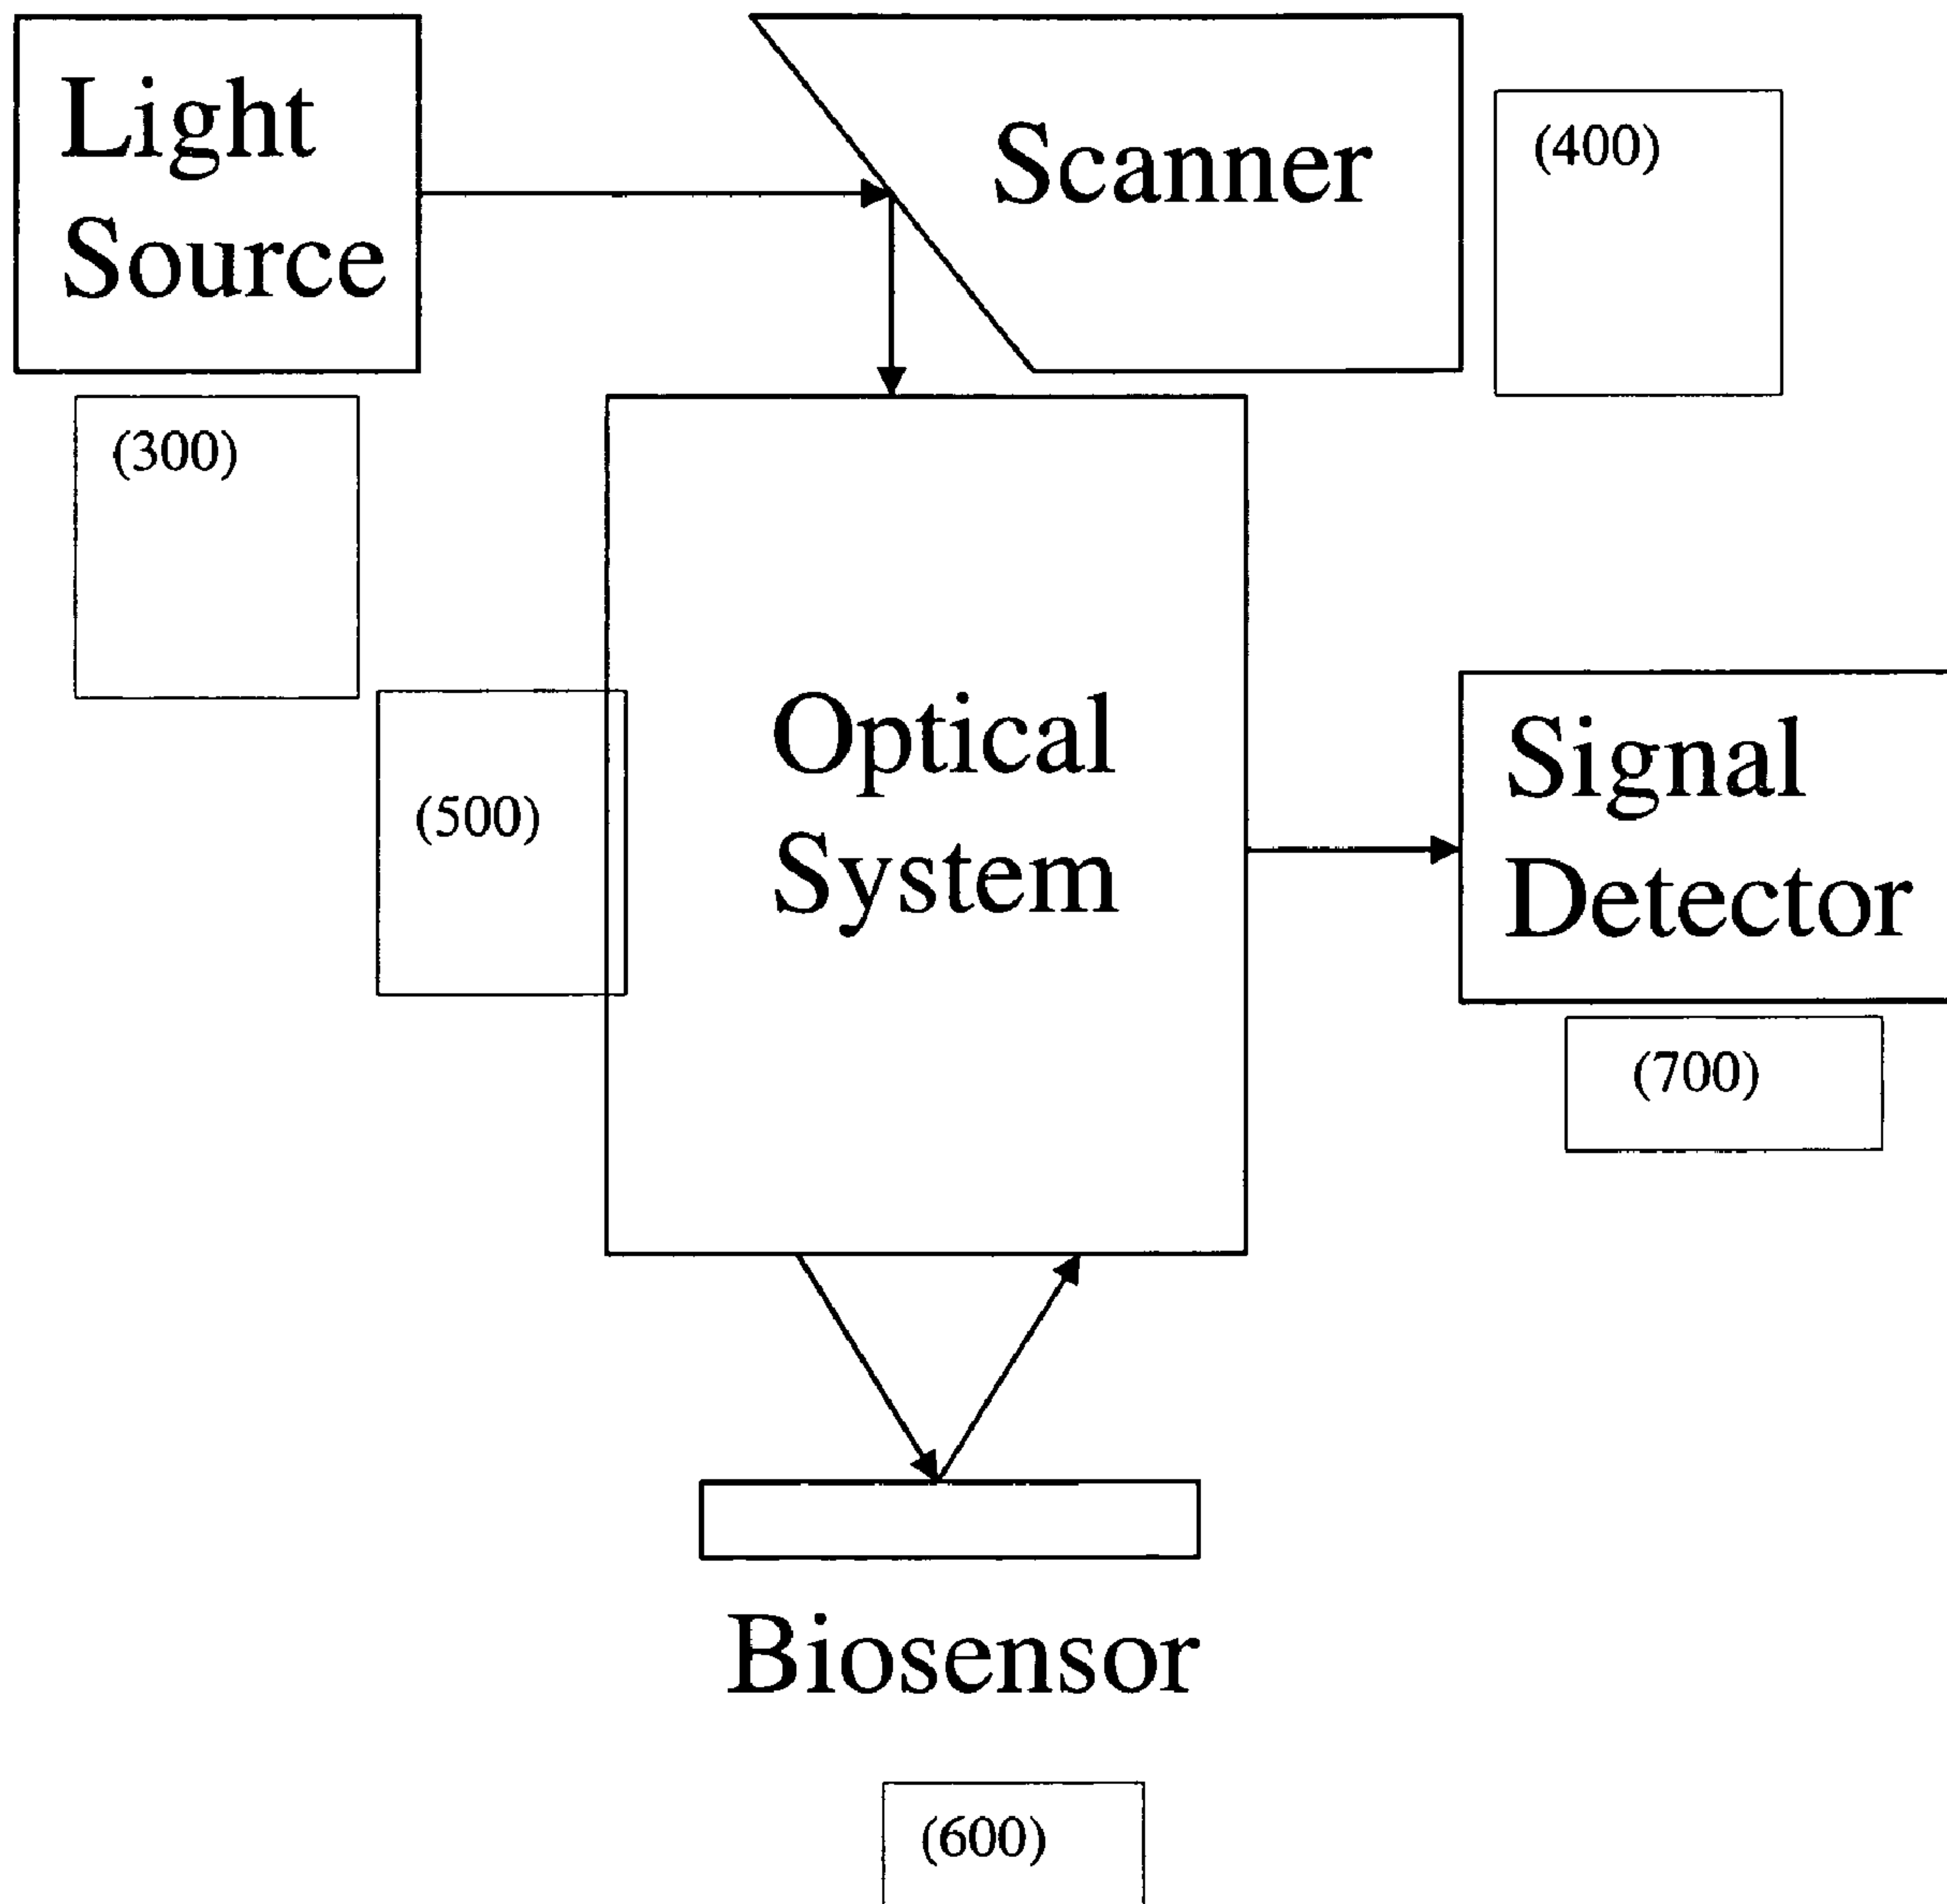 Light
Source
Scanner
(400)
(300)
Optical
System
(500)
Signal
Detector
(700)
Biosensor
(600)